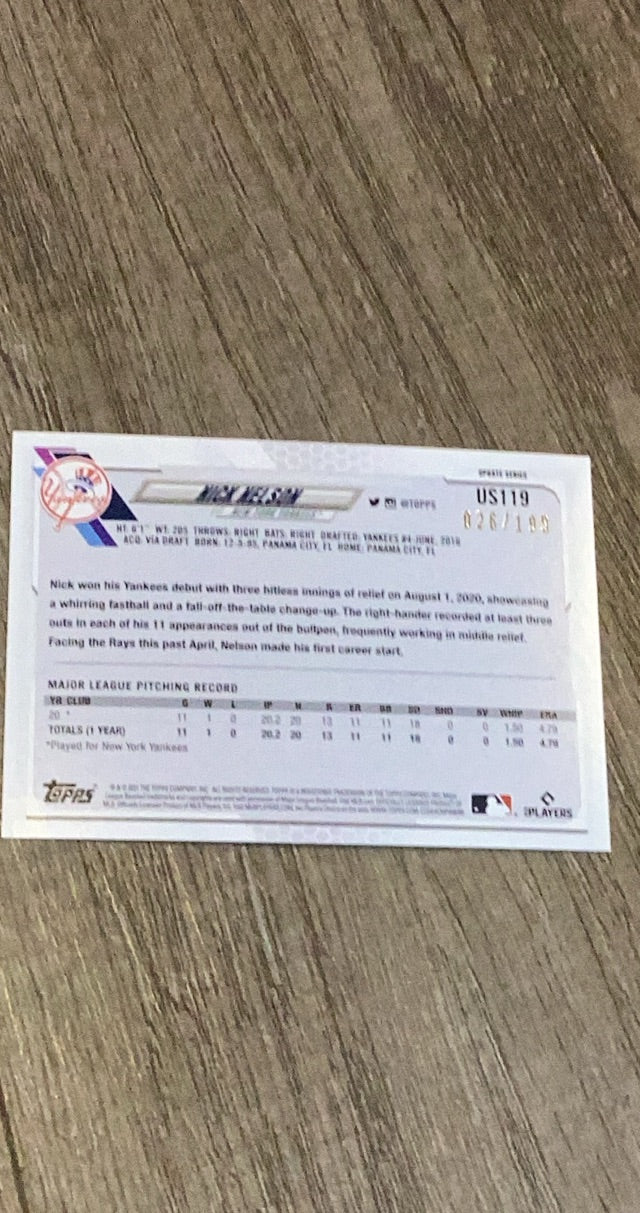 UPDATE SERIES
Yankees
NICK NELSON
NEW YORK YANKEES
@TOPPS
US119
HT: 6'1" WT: 205 THROWS: RIGHT BATS: RIGHT DRAFTED: YANKEES #4-JUNE, 2016
ACQ: VIA DRAFT BORN: 12-5-95, PANAMA CITY, FL HOME: PANAMA CITY, FL
Nick won his Yankees debut with three hitless innings of relief on August 1, 2020, showcasing
a whirring fastball and a fall-off-the-table change-up. The right-hander recorded at least three
outs in each of his 11 appearances out of the bullpen, frequently working in middle relief.
Facing the Rays this past April, Nelson made his first career start.
MAJOR LEAGUE PITCHING RECORD
YR CLUB G W L IP H R ER BB SO SHO SV WHIP ERA
20 * 11 1 0 20.2 20 13 11 11 18 0 0 1.50 4.79
TOTALS (1 YEAR) 11 1 0 20.2 20 13 11 11 18 0 0 1.50 4.79
*Played for New York Yankees
TOPPS
PLAYERS